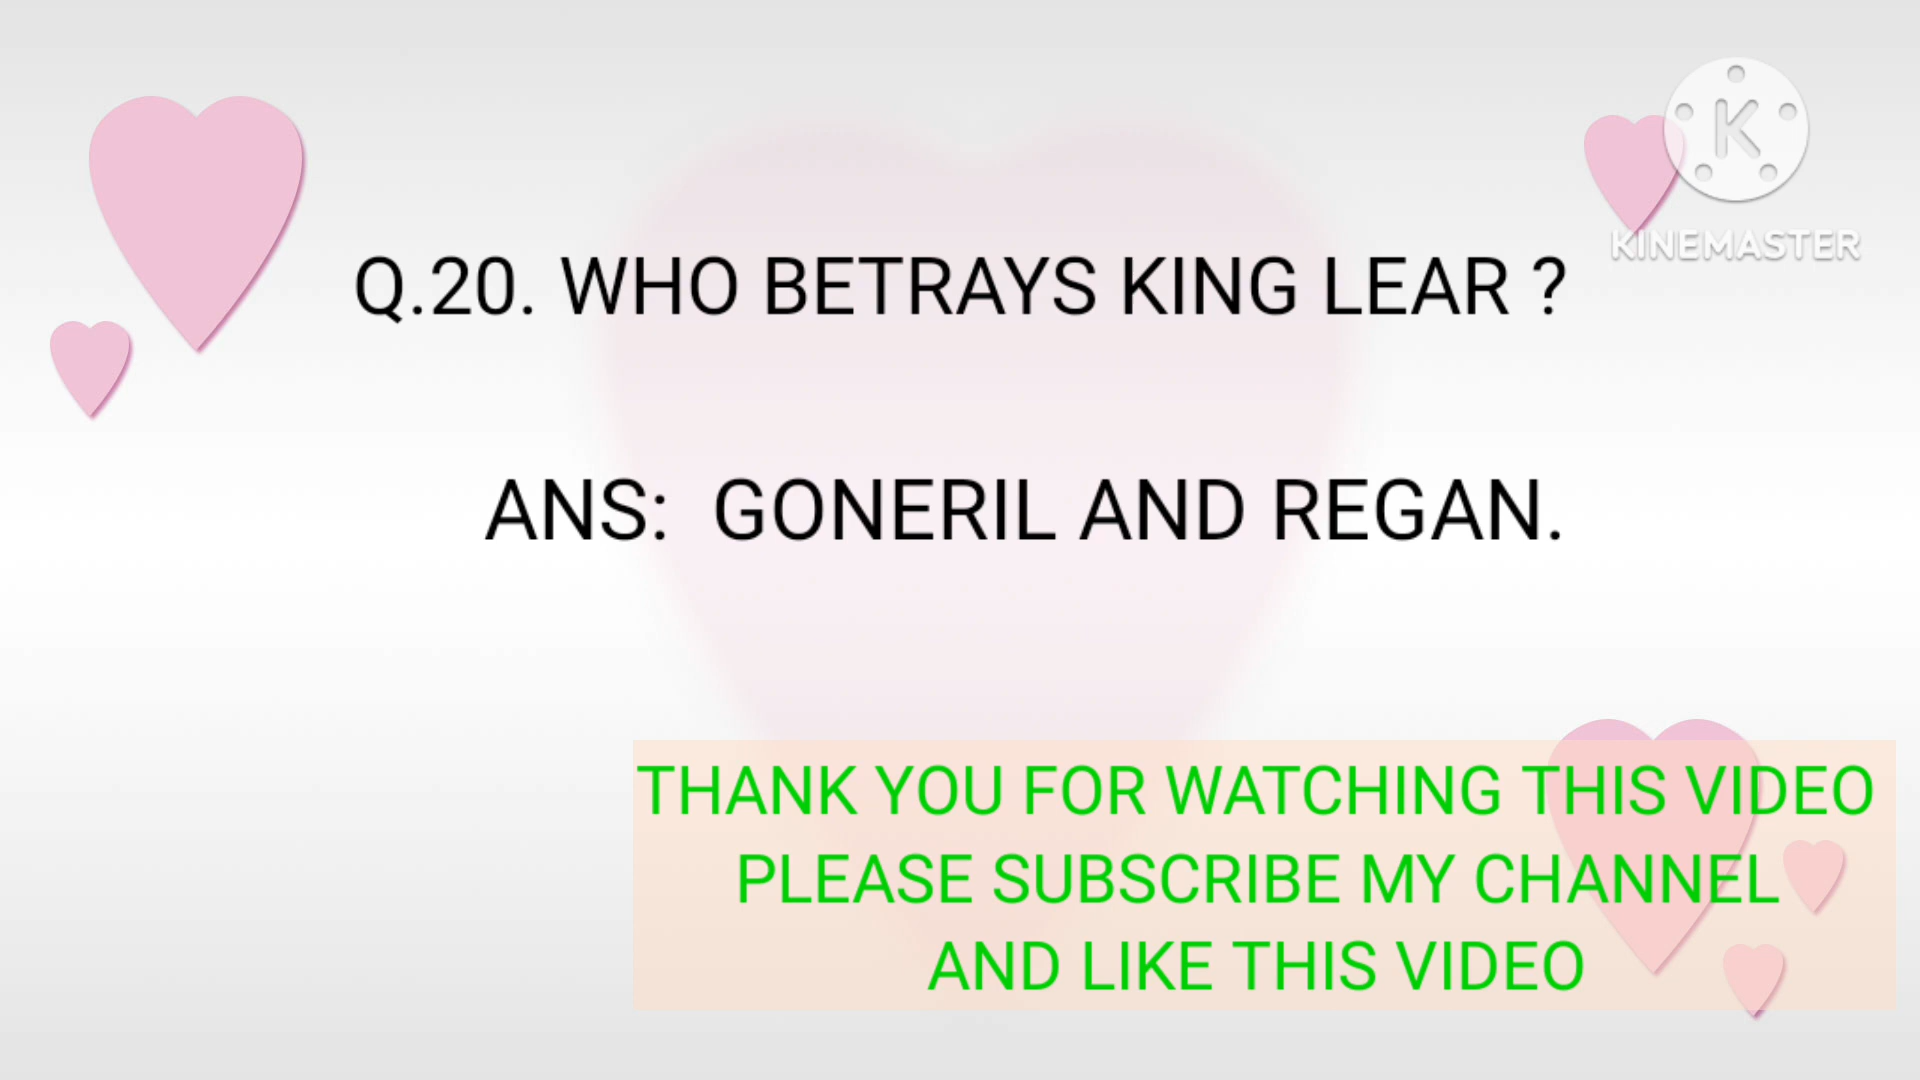 K
KINEMASTER
Q.20. WHO BETRAYS KING LEAR ?
ANS: GONERIL AND REGAN.
THANK YOU FOR WATCHING THIS VIDEO
PLEASE SUBSCRIBE MY CHANNEL
AND LIKE THIS VIDEO